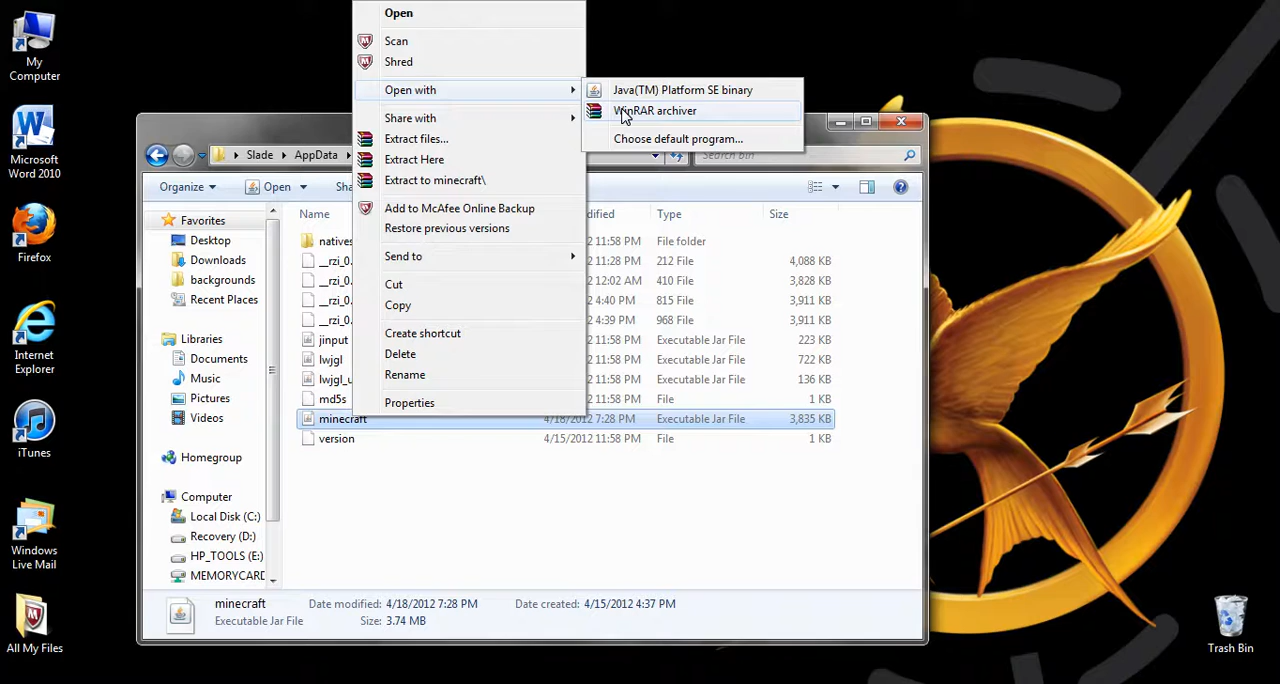 My
Computer
Microsoft
Word 2010
Firefox
Internet
Explorer
iTunes
Windows
Live Mail
All My Files
Trash Bin
Open
Scan
Shred
Open with
Share with
Extract files...
Extract Here
Extract to minecraft\
Add to McAfee Online Backup
Restore previous versions
Send to
Cut
Copy
Create shortcut
Delete
Rename
Properties
Java(TM) Platform SE binary
WinRAR archiver
Choose default program...
Slade AppData
Search bin
Organize Open
Favorites
Desktop
Downloads
backgrounds
Recent Places
Libraries
Documents
Music
Pictures
Videos
Homegroup
Computer
Local Disk (C:)
Recovery (D:)
HP_TOOLS (E:)
MEMORYCARD
Name Type Size
natives 2 11:58 PM File folder
__rzi_0. 2 11:28 PM 212 File 4,088 KB
__rzi_0. 2 12:02 AM 410 File 3,828 KB
__rzi_0. 2 4:40 PM 815 File 3,911 KB
__rzi_0. 2 4:39 PM 968 File 3,911 KB
jinput 2 11:58 PM Executable Jar File 223 KB
lwjgl 2 11:58 PM Executable Jar File 722 KB
lwjgl_u 2 11:58 PM Executable Jar File 136 KB
md5s 2 11:58 PM File 1 KB
minecraft 4/18/2012 7:28 PM Executable Jar File 3,835 KB
version 4/15/2012 11:58 PM File 1 KB
minecraft Date modified: 4/18/2012 7:28 PM Date created: 4/15/2012 4:37 PM
Executable Jar File Size: 3.74 MB